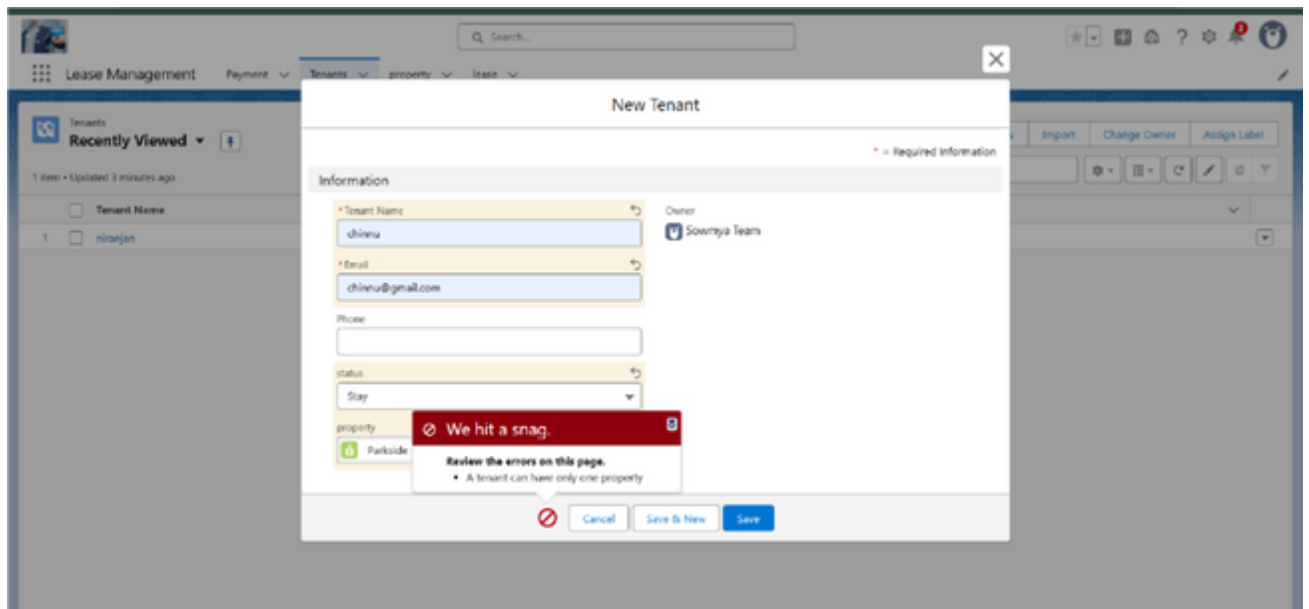 Search...
Lease Management Payment Tenants property lease
New Tenant
Tenants
Recently Viewed
Import Change Owner Assign Label
* = Required Information
1 item • Updated 3 minutes ago
Information
Tenant Name
1 niranjan
*Tenant Name
chinnu
Owner
Sowmya Team
*Email
chinnu@gmail.com
Phone
status
Stay
property
Parkside
We hit a snag.
Review the errors on this page.
• A tenant can have only one property
Cancel Save & New Save